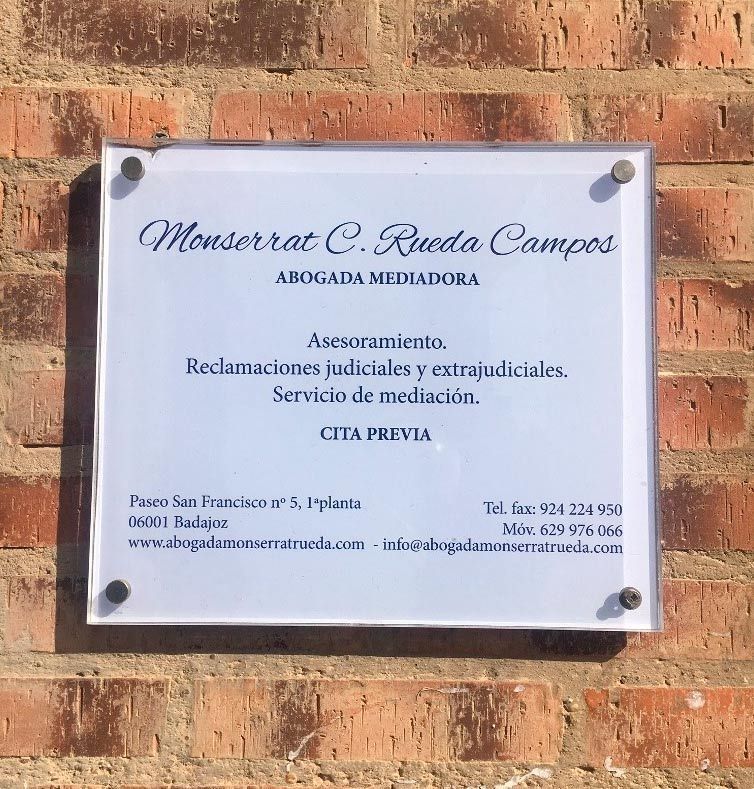 Monserrat C. Rueda Campos
ABOGADA MEDIADORA
Asesoramiento.
Reclamaciones judiciales y extrajudiciales.
Servicio de mediación.
CITA PREVIA
Paseo San Francisco nº 5, 1ªplanta
Tel. fax: 924 224 950
06001 Badajoz
Móv. 629 976 066
www.abogadamonserratrueda.com - info@abogadamonserratrueda.com